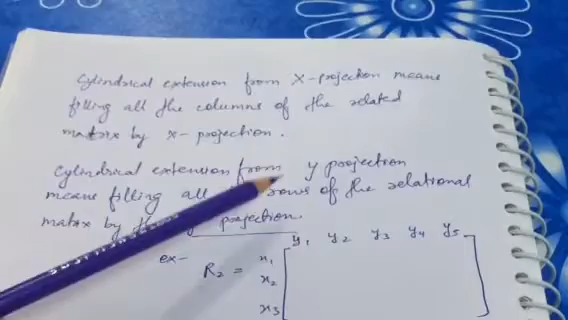 Cylindrical extension from X-projection means
filling all the columns of the related
matrix by X-projection.
Cylindrical extension from y projection
means filling all rows of the relational
matrix by the projection.
ex- R2 =
y1 y2 y3 y4 y5
x1
x2
x3